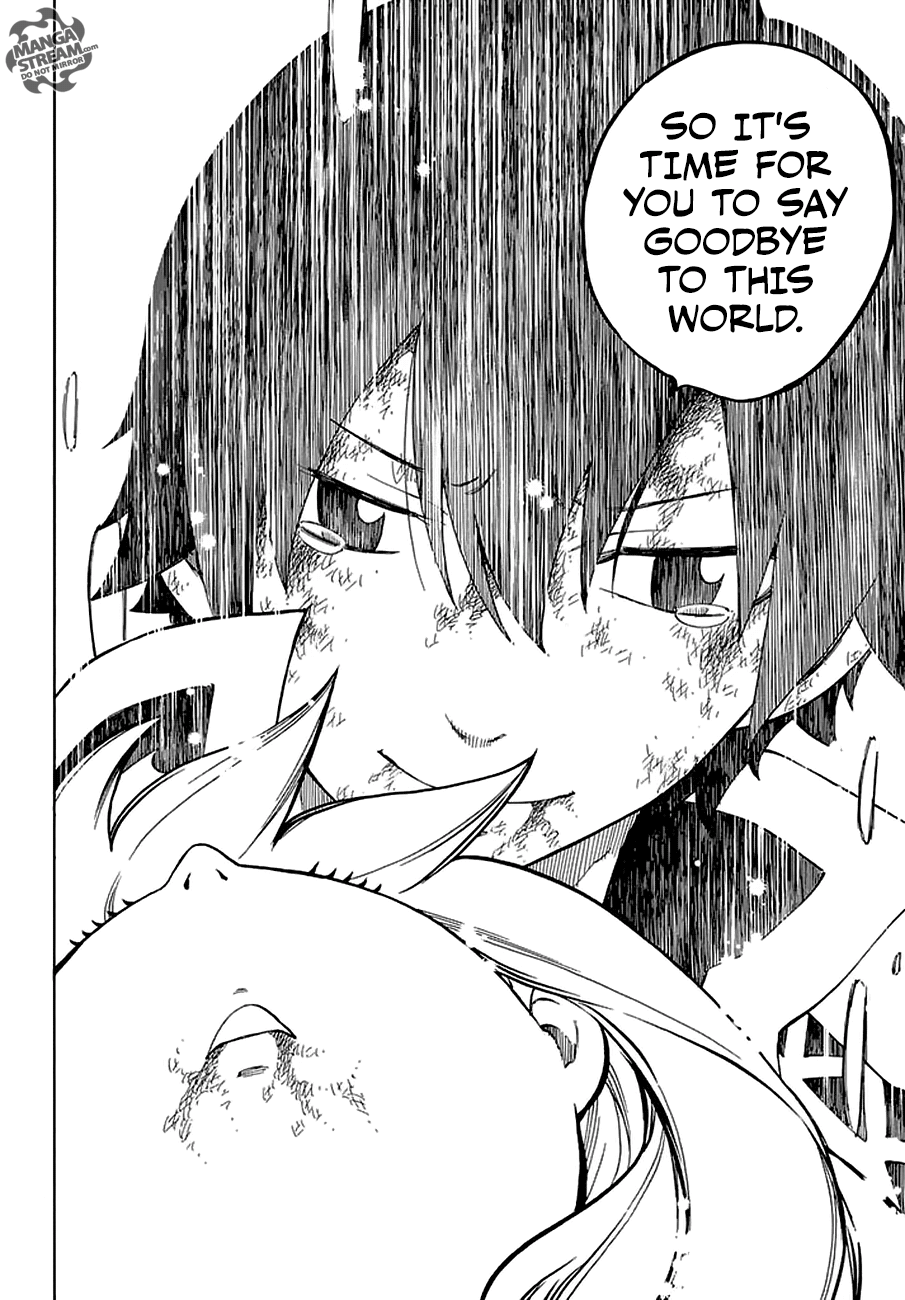 MANGA
STREAM.com
DO NOT MIRROR
SO IT'S
TIME FOR
YOU TO SAY
GOODBYE
TO THIS
WORLD.